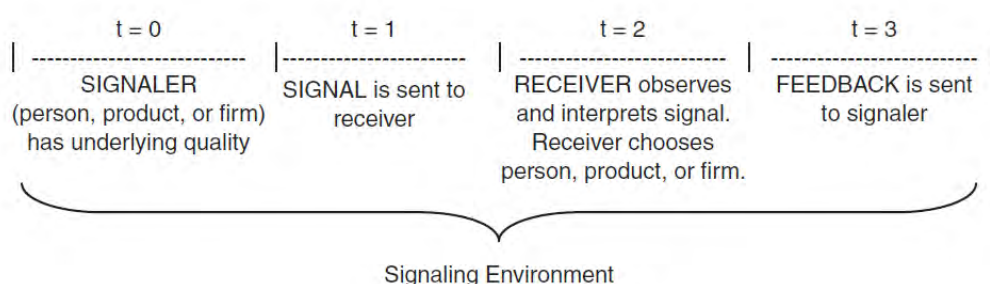 t = 0
t = 1
t = 2
t = 3
SIGNALER
(person, product, or firm)
has underlying quality
SIGNAL is sent to
receiver
RECEIVER observes
and interprets signal.
Receiver chooses
person, product, or firm.
FEEDBACK is sent
to signaler
Signaling Environment